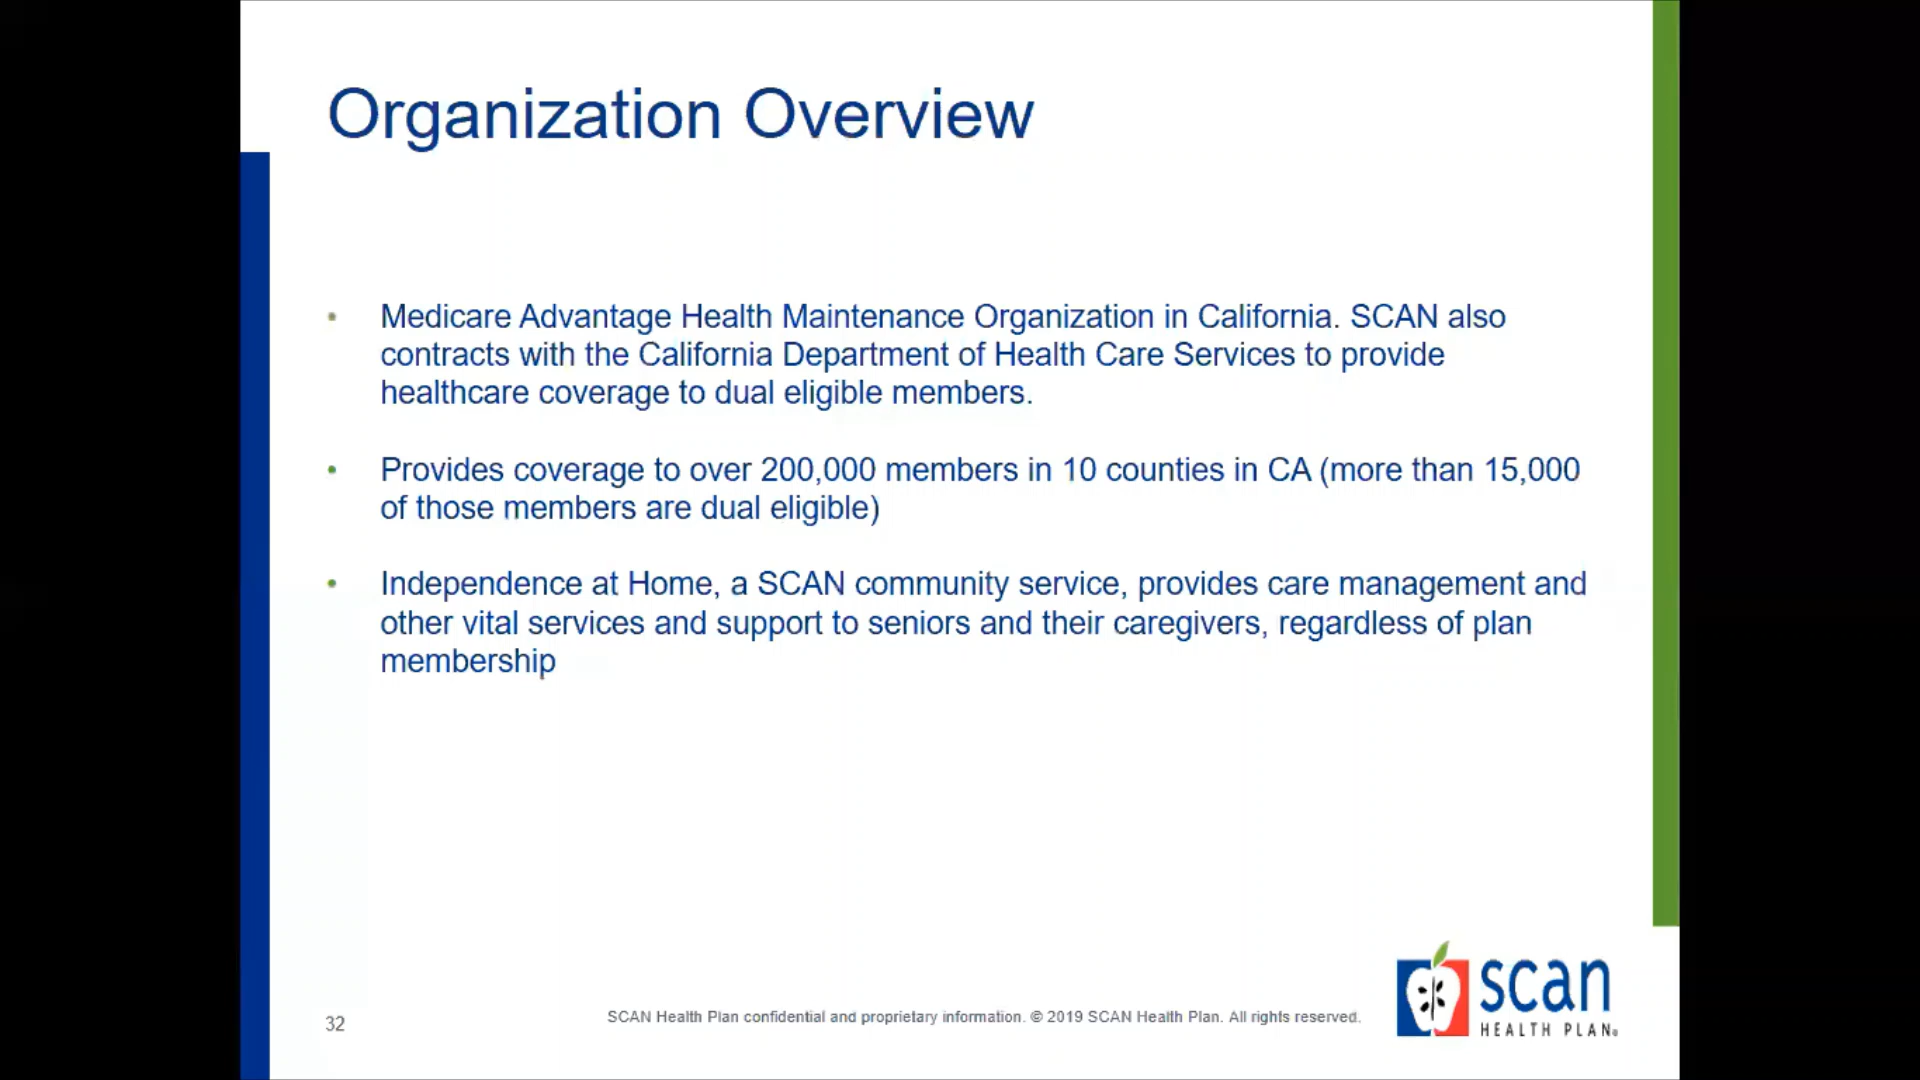 Organization Overview
• Medicare Advantage Health Maintenance Organization in California. SCAN also
contracts with the California Department of Health Care Services to provide
healthcare coverage to dual eligible members.
• Provides coverage to over 200,000 members in 10 counties in CA (more than 15,000
of those members are dual eligible)
• Independence at Home, a SCAN community service, provides care management and
other vital services and support to seniors and their caregivers, regardless of plan
membership
32
SCAN Health Plan confidential and proprietary information. © 2019 SCAN Health Plan. All rights reserved.
scan
HEALTH PLAN®